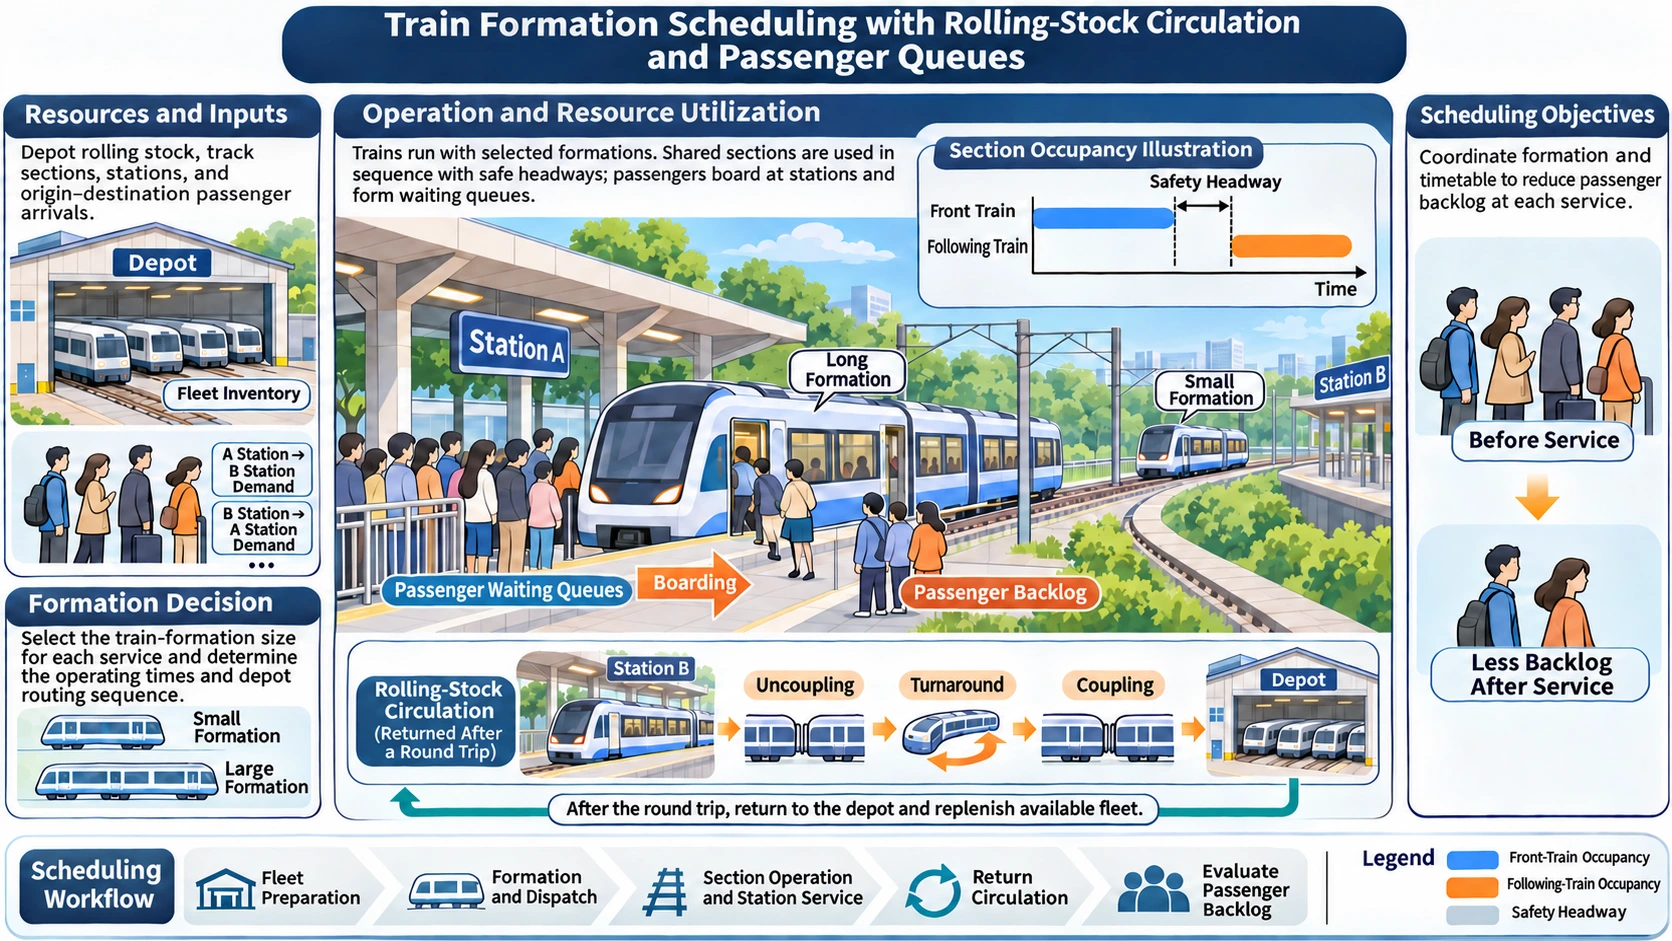 Train Formation Scheduling with Rolling-Stock Circulation
and Passenger Queues
Resources and Inputs
Depot rolling stock, track
sections, stations, and
origin–destination passenger
arrivals.
Depot
Fleet Inventory
A Station →
B Station
Demand
B Station →
A Station
Demand
•••
Formation Decision
Select the train-formation size
for each service and determine
the operating times and depot
routing sequence.
Small
Formation
Large
Formation
Operation and Resource Utilization
Trains run with selected formations. Shared sections are used in
sequence with safe headways; passengers board at stations and
form waiting queues.
Section Occupancy Illustration
Safety Headway
Front Train
Following Train
Time
Station A
Long
Formation
Small
Formation
Station B
Passenger Waiting Queues
Boarding
Passenger Backlog
Rolling-Stock
Circulation
(Returned After
a Round Trip)
Station B
Uncoupling
Turnaround
Coupling
Depot
After the round trip, return to the depot and replenish available fleet.
Scheduling Objectives
Coordinate formation and
timetable to reduce passenger
backlog at each service.
Before Service
Less Backlog
After Service
Scheduling
Workflow
Fleet
Preparation
Formation
and Dispatch
Section Operation
and Station Service
Return
Circulation
Evaluate
Passenger
Backlog
Legend
Front-Train Occupancy
Following-Train Occupancy
Safety Headway